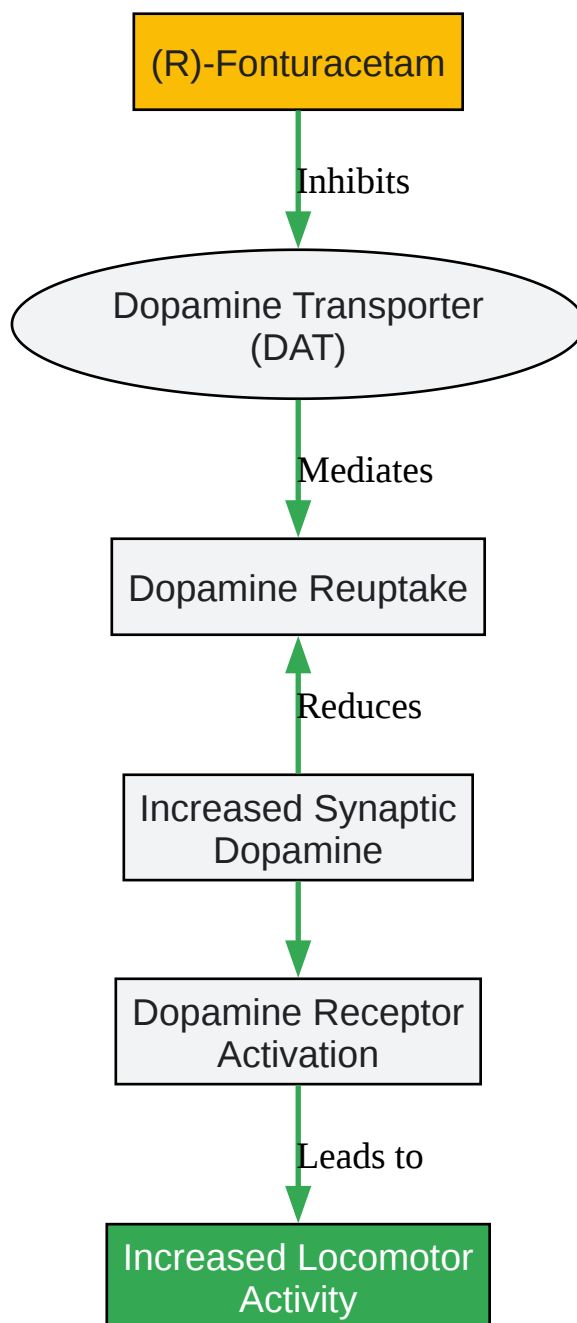 (R)-Fonturacetam
Inhibits
Dopamine Transporter
(DAT)
Mediates
Dopamine Reuptake
Reduces
Increased Synaptic
Dopamine
Dopamine Receptor
Activation
Leads to
Increased Locomotor
Activity